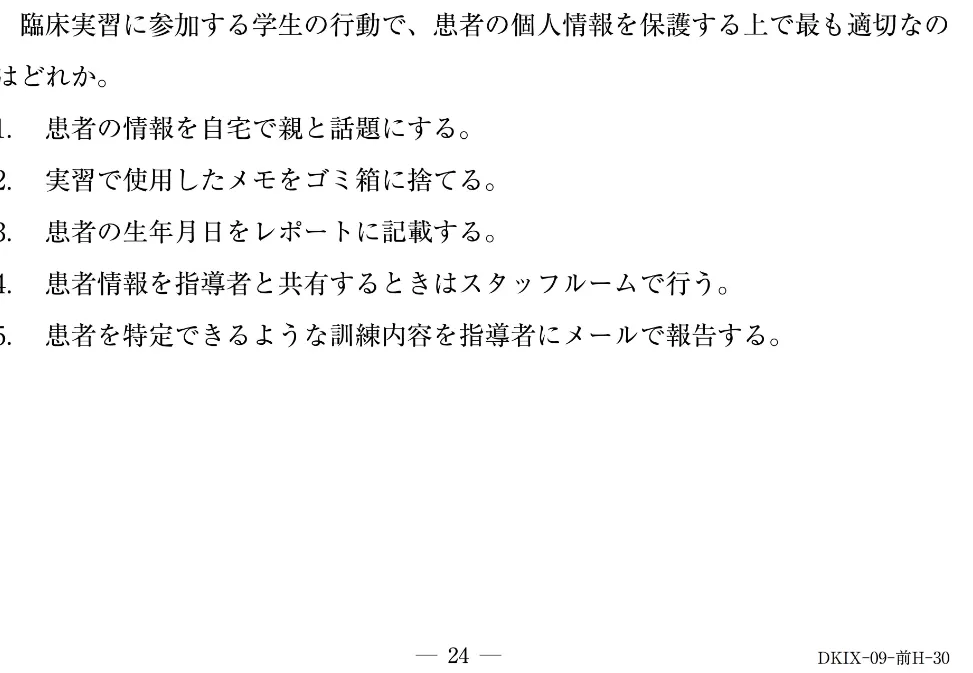 臨床実習に参加する学生の行動で、患者の個人情報を保護する上で最も適切なの
はどれか。
1. 患者の情報を自宅で親と話題にする。
2. 実習で使用したメモをゴミ箱に捨てる。
3. 患者の生年月日をレポートに記載する。
4. 患者情報を指導者と共有するときはスタッフルームで行う。
5. 患者を特定できるような訓練内容を指導者にメールで報告する。
— 24 —
DKIX-09-前H-30